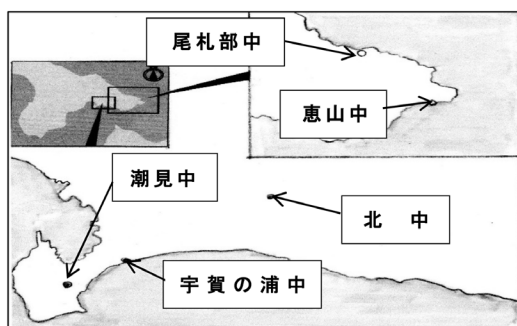 尾札部中
恵山中
潮見中
北 中
宇賀の浦中